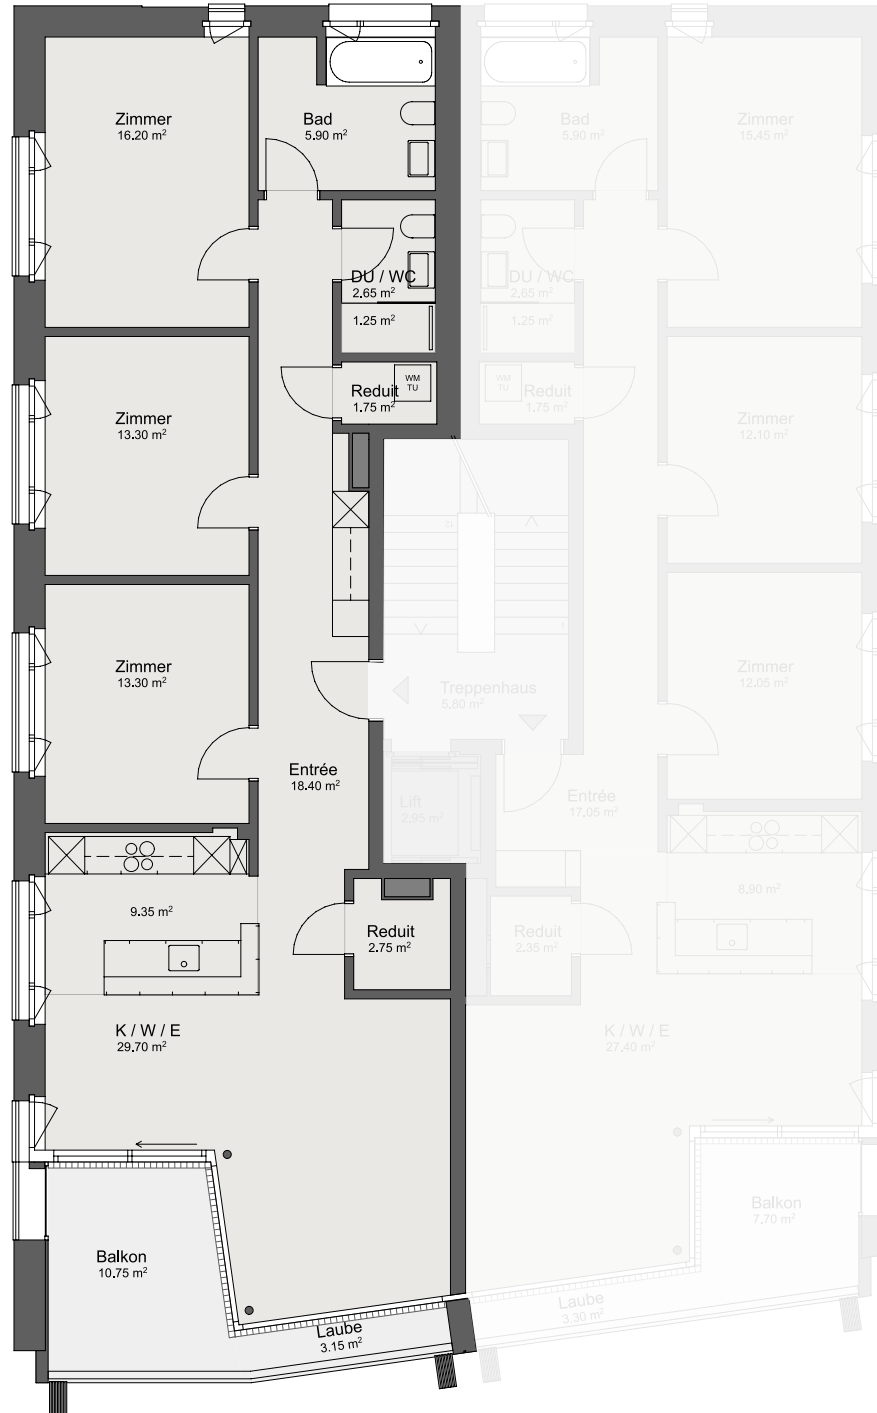 Zimmer
16.20 m²
Bad
5.90 m²
Bad
5.90 m²
Zimmer
15.45 m²
DU / WC
2.65 m²
1.25 m²
DU / WC
2.65 m²
1.25 m²
Zimmer
13.30 m²
Reduit
1.75 m²
WM
TU
WM
TU
Reduit
1.75 m²
Zimmer
12.10 m²
Zimmer
13.30 m²
Treppenhaus
5.80 m²
Zimmer
12.05 m²
Entrée
18.40 m²
Lift
2.95 m²
Entrée
17.05 m²
9.35 m²
8.90 m²
Reduit
2.75 m²
Reduit
2.35 m²
K / W / E
29.70 m²
K / W / E
27.40 m²
Balkon
10.75 m²
Balkon
7.70 m²
Laube
3.15 m²
Laube
3.30 m²